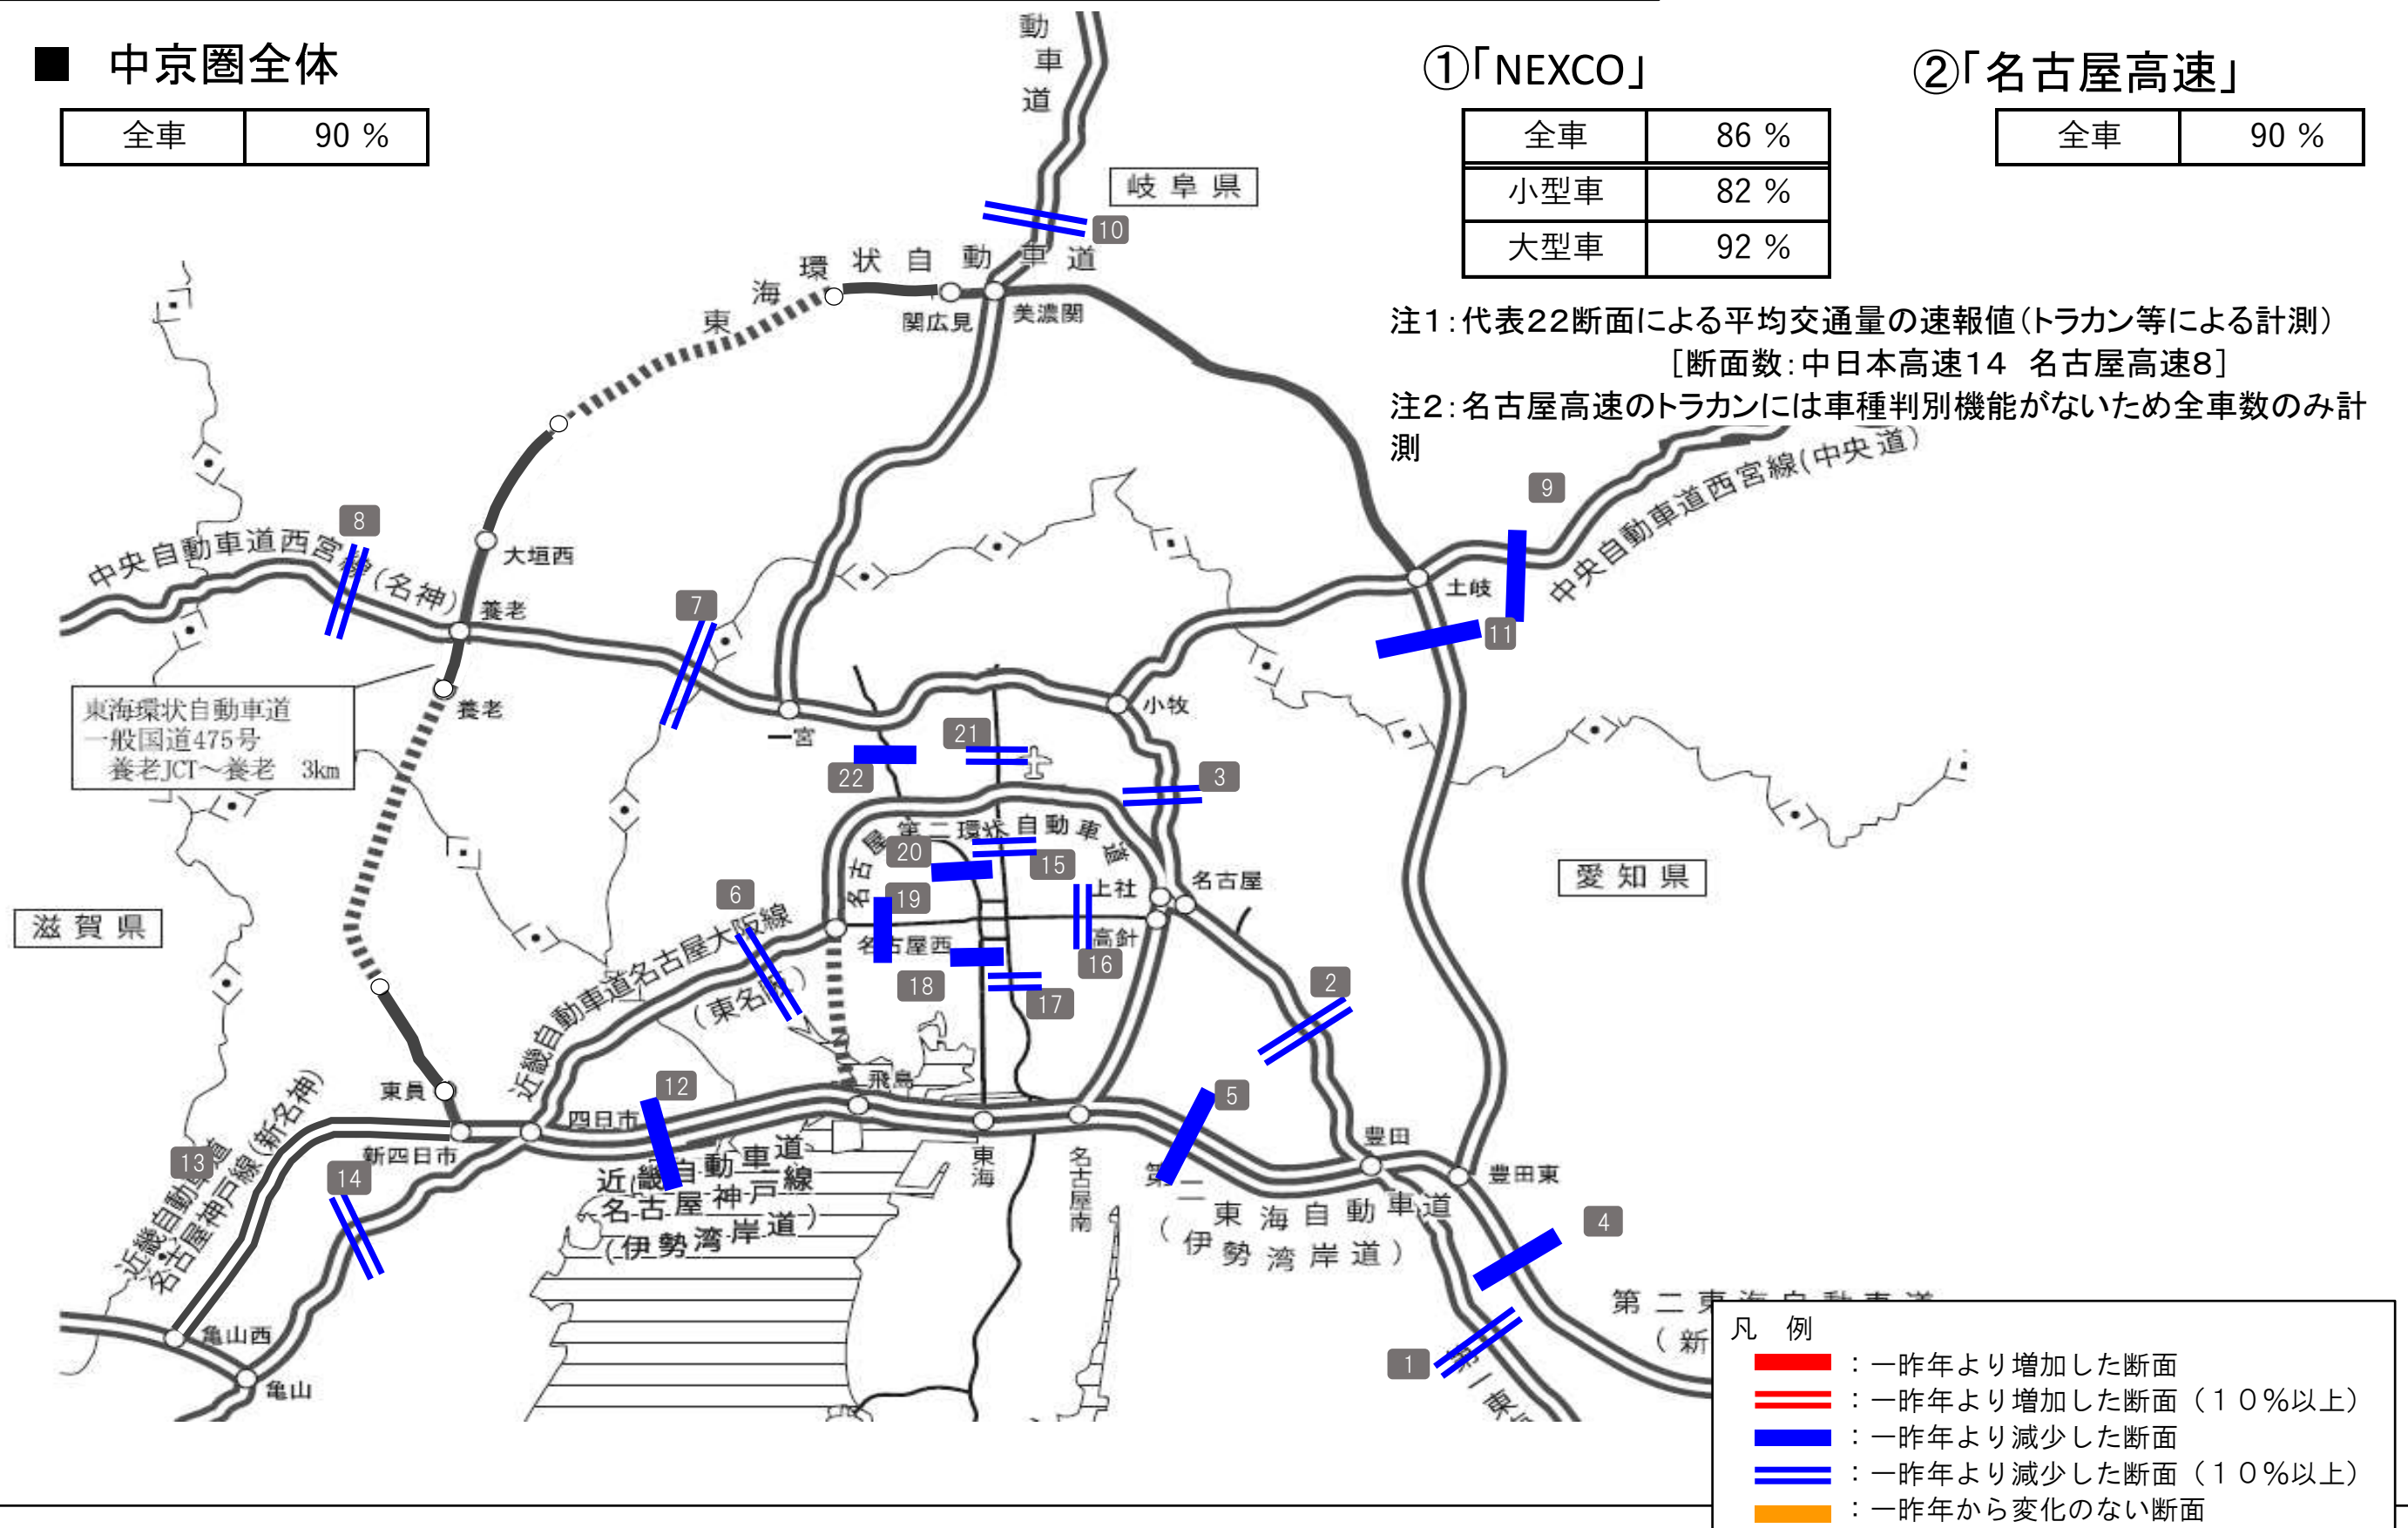 ■ 中京圏全体
全車 90 %
①「NEXCO」
全車 86 %
小型車 82 %
大型車 92 %
②「名古屋高速」
全車 90 %
注1：代表22断面による平均交通量の速報値（トラカン等による計測）
［断面数：中日本高速14 名古屋高速8］
注2：名古屋高速のトラカンには車種判別機能がないため全車数のみ計
測
動車道
岐阜県
10
東海環状自動車道
関広見
美濃関
9
中央自動車道西宮線（中央道）
8
中央自動車道西宮線（名神）
大垣西
養老
7
土岐
11
東海環状自動車道
一般国道475号
養老JCT～養老 3km
養老
一宮
小牧
21
22
3
名古屋第二環状自動車道
20
15
上社
名古屋
愛知県
19
6
滋賀県
名古屋西
高針
16
近畿自動車道名古屋大阪線
（東名阪）
18
17
2
東員
飛島
12
四日市
5
新四日市
13
14
近畿自動車道
名古屋神戸線（新名神）
近畿自動車道
名古屋神戸線
（伊勢湾岸道）
東海
名古屋南
豊田
豊田東
第二東海自動車道
（伊勢湾岸道）
4
亀山西
亀山
1
第一東
第二東海自動車道
（新
凡 例
：一昨年より増加した断面
：一昨年より増加した断面（１０％以上）
：一昨年より減少した断面
：一昨年より減少した断面（１０％以上）
：一昨年から変化のない断面